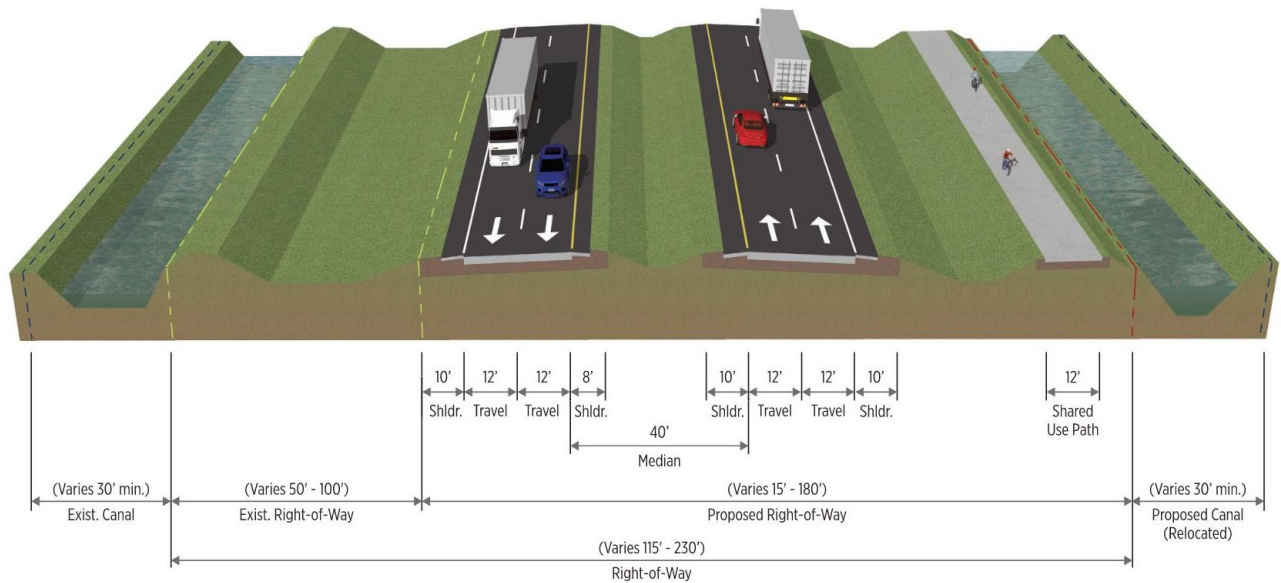 10' 12' 12' 8' 10' 12' 12' 10' 12'
Shldr. Travel Travel Shldr. Shldr. Travel Travel Shldr. Shared
Use Path
40'
Median
(Varies 30' min.) (Varies 50' - 100') (Varies 15' - 180') (Varies 30' min.)
Exist. Canal Exist. Right-of-Way Proposed Right-of-Way Proposed Canal
(Relocated)
(Varies 115' - 230')
Right-of-Way